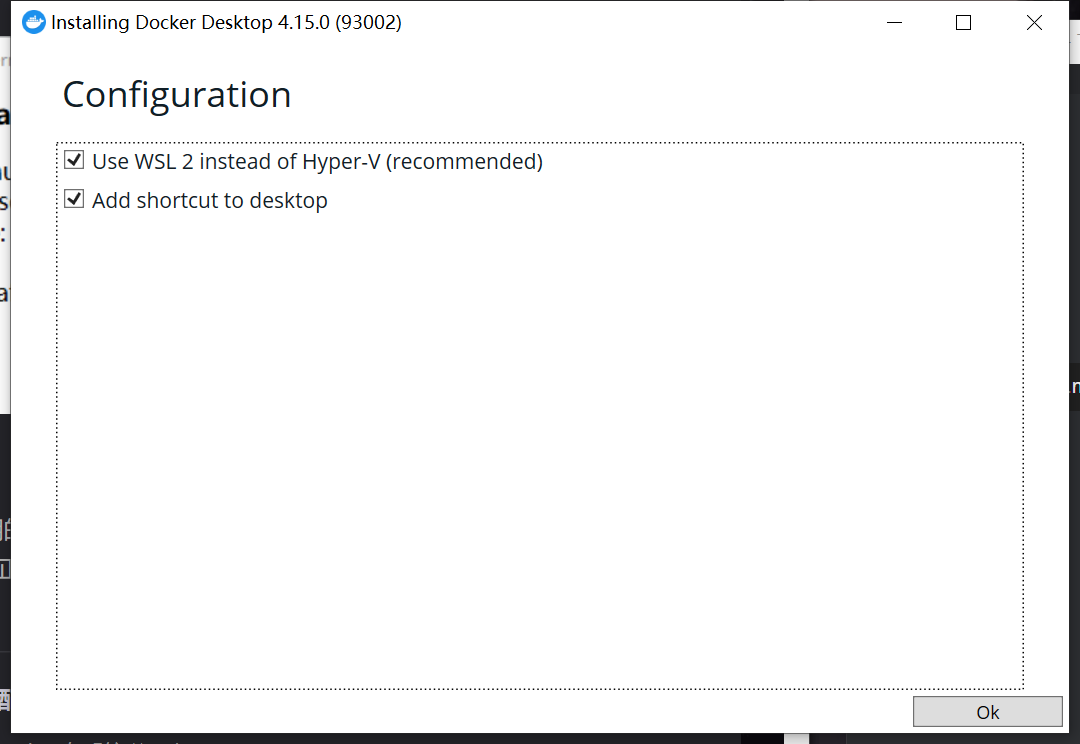 Installing Docker Desktop 4.15.0 (93002)
Configuration
Use WSL 2 instead of Hyper-V (recommended)
Add shortcut to desktop
Ok